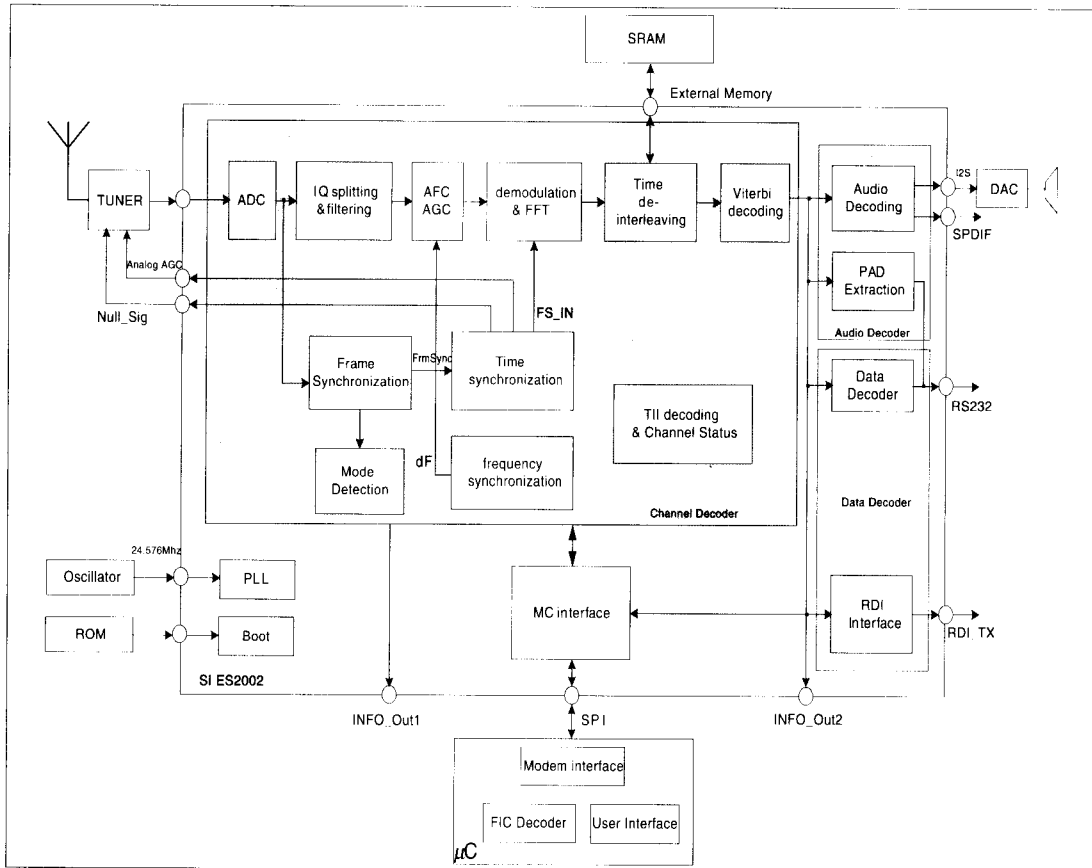 SRAM
External Memory
TUNER
ADC
IQ splitting
& filtering
AFC
AGC
demodulation
& FFT
Time
de-
interleaving
Viterbi
decoding
Audio
Decoding
I2S
DAC
SPDIF
Analog AGC
Null_Sig
FS_IN
PAD
Extraction
Audio Decoder
Frame
Synchronization
FrmSync
Time
synchronization
Data
Decoder
RS232
TII decoding
& Channel Status
Mode
Detection
dF
frequency
synchronization
Channel Decoder
Data Decoder
24.576Mhz
Oscillator
PLL
ROM
Boot
MC interface
RDI
Interface
RDI_TX
SI ES2002
INFO_Out1
SPI
INFO_Out2
Modem Interface
FIC Decoder
User Interface
μC